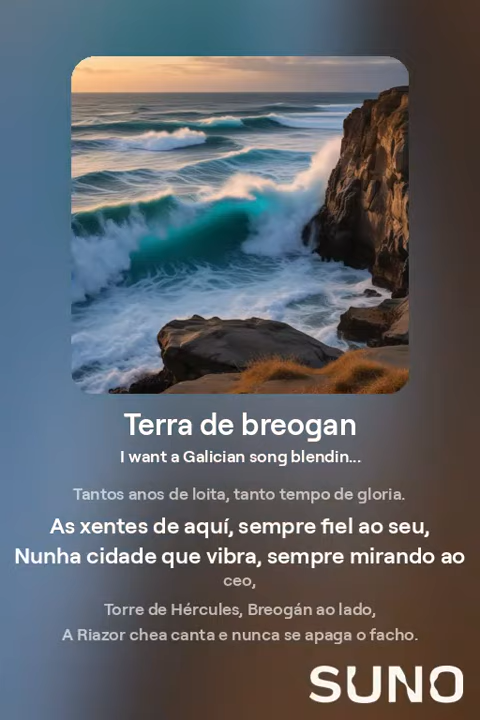 Terra de breogan
I want a Galician song blendin...
Tantos anos de loita, tanto tempo de gloria.
As xentes de aquí, sempre fiel ao seu,
Nunha cidade que vibra, sempre mirando ao
ceo,
Torre de Hércules, Breogán ao lado,
A Riazor chea canta e nunca se apaga o facho.
SUNO